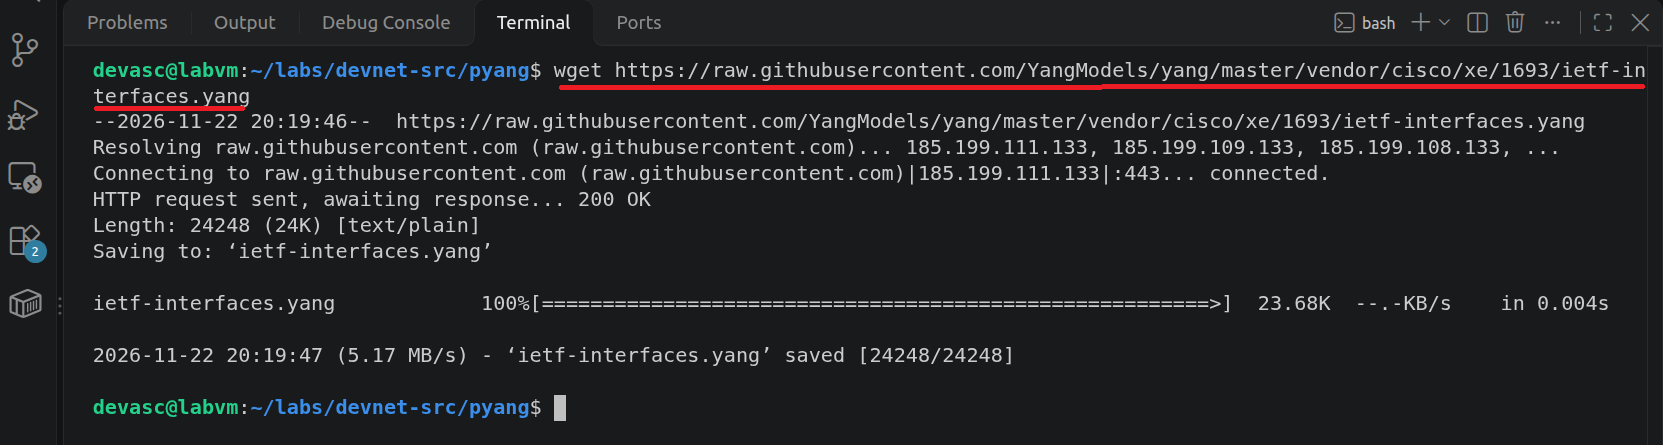 Problems Output Debug Console Terminal Ports bash
devasc@labvm:~/labs/devnet-src/pyang$ wget https://raw.githubusercontent.com/YangModels/yang/master/vendor/cisco/xe/1693/ietf-in
terfaces.yang
--2026-11-22 20:19:46--  https://raw.githubusercontent.com/YangModels/yang/master/vendor/cisco/xe/1693/ietf-interfaces.yang
Resolving raw.githubusercontent.com (raw.githubusercontent.com)... 185.199.111.133, 185.199.109.133, 185.199.108.133, ...
Connecting to raw.githubusercontent.com (raw.githubusercontent.com)|185.199.111.133|:443... connected.
HTTP request sent, awaiting response... 200 OK
Length: 24248 (24K) [text/plain]
Saving to: ‘ietf-interfaces.yang’
2
ietf-interfaces.yang            100%[=======================================================>]  23.68K  --.-KB/s    in 0.004s
2026-11-22 20:19:47 (5.17 MB/s) - ‘ietf-interfaces.yang’ saved [24248/24248]
devasc@labvm:~/labs/devnet-src/pyang$